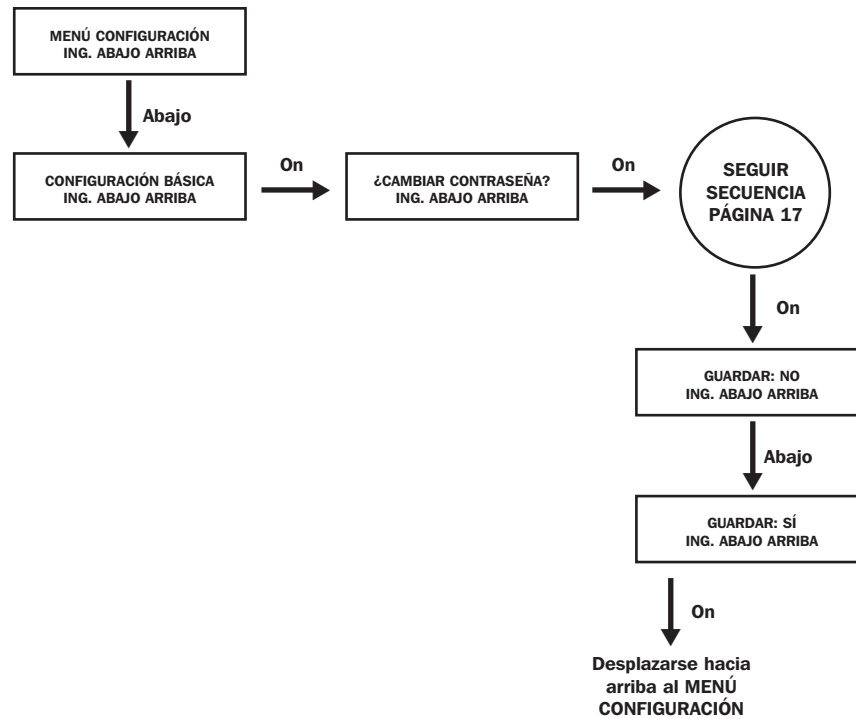 MENÚ CONFIGURACIÓN
ING. ABAJO ARRIBA
Abajo
CONFIGURACIÓN BÁSICA
ING. ABAJO ARRIBA
On
¿CAMBIAR CONTRASEÑA?
ING. ABAJO ARRIBA
On
SEGUIR
SECUENCIA
PÁGINA 17
On
GUARDAR: NO
ING. ABAJO ARRIBA
Abajo
GUARDAR: SÍ
ING. ABAJO ARRIBA
On
Desplazarse hacia
arriba al MENÚ
CONFIGURACIÓN